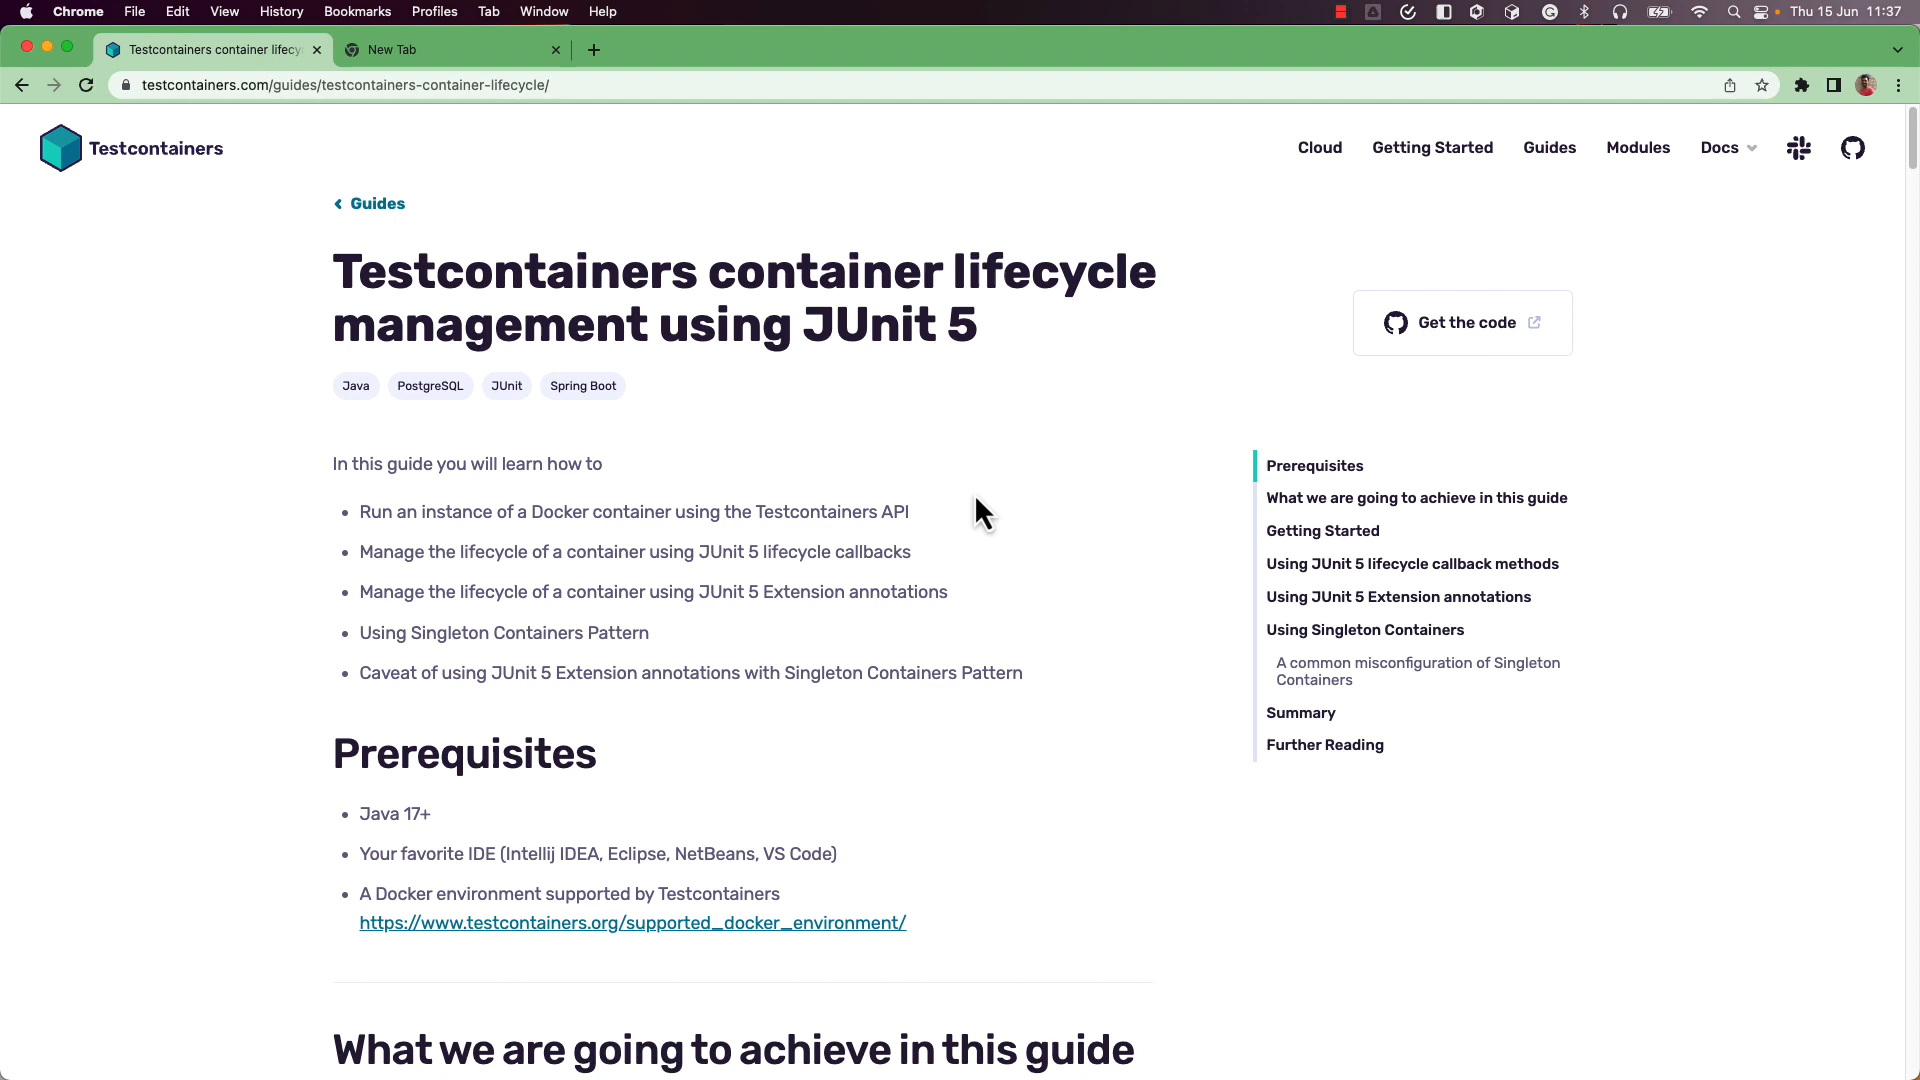 Chrome File Edit View History Bookmarks Profiles Tab Window Help Thu 15 Jun 11:37
Testcontainers container lifecy New Tab
testcontainers.com/guides/testcontainers-container-lifecycle/
Testcontainers
Cloud Getting Started Guides Modules Docs
Guides
Testcontainers container lifecycle
management using JUnit 5
Get the code
Java PostgreSQL JUnit Spring Boot
In this guide you will learn how to
• Run an instance of a Docker container using the Testcontainers API
• Manage the lifecycle of a container using JUnit 5 lifecycle callbacks
• Manage the lifecycle of a container using JUnit 5 Extension annotations
• Using Singleton Containers Pattern
• Caveat of using JUnit 5 Extension annotations with Singleton Containers Pattern
Prerequisites
• Java 17+
• Your favorite IDE (Intellij IDEA, Eclipse, NetBeans, VS Code)
• A Docker environment supported by Testcontainers
https://www.testcontainers.org/supported_docker_environment/
What we are going to achieve in this guide
Prerequisites
What we are going to achieve in this guide
Getting Started
Using JUnit 5 lifecycle callback methods
Using JUnit 5 Extension annotations
Using Singleton Containers
A common misconfiguration of Singleton
Containers
Summary
Further Reading